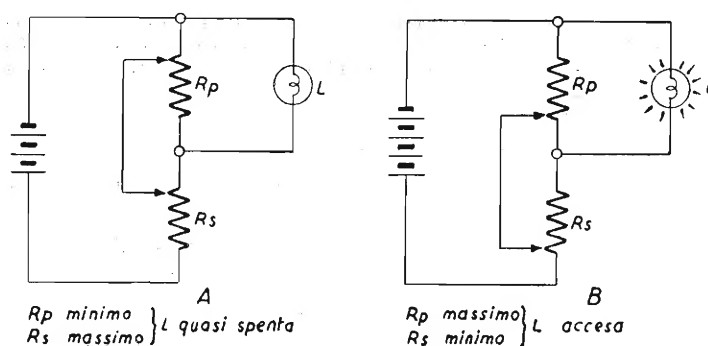 Rp
L
Rs
A
Rp minimo
Rs massimo } L quasi spenta
Rp
Rs
B
Rp massimo
Rs minimo } L accesa